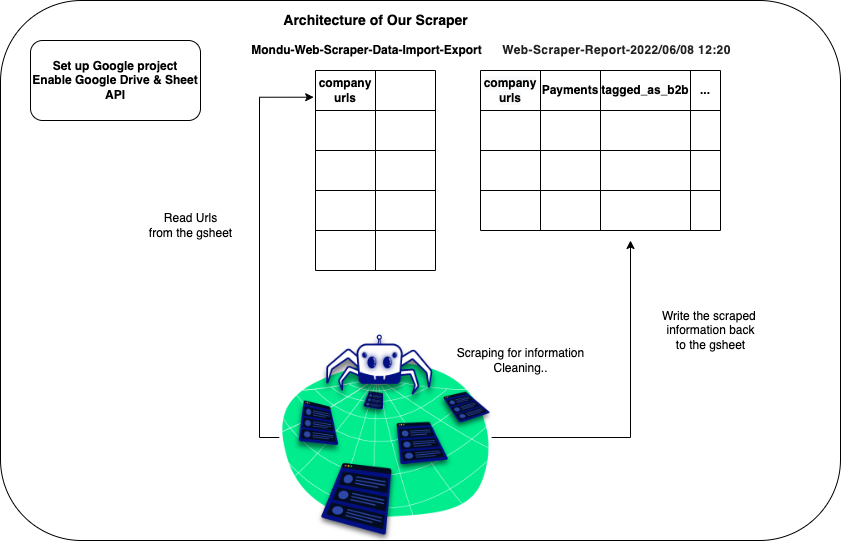 Architecture of Our Scraper
Set up Google project
Enable Google Drive & Sheet
API
Mondu-Web-Scraper-Data-Import-Export
Web-Scraper-Report-2022/06/08 12:20
company
urls
company
urls
Payments
tagged_as_b2b
...
Read Urls
from the gsheet
Write the scraped
information back
to the gsheet
Scraping for information
Cleaning..